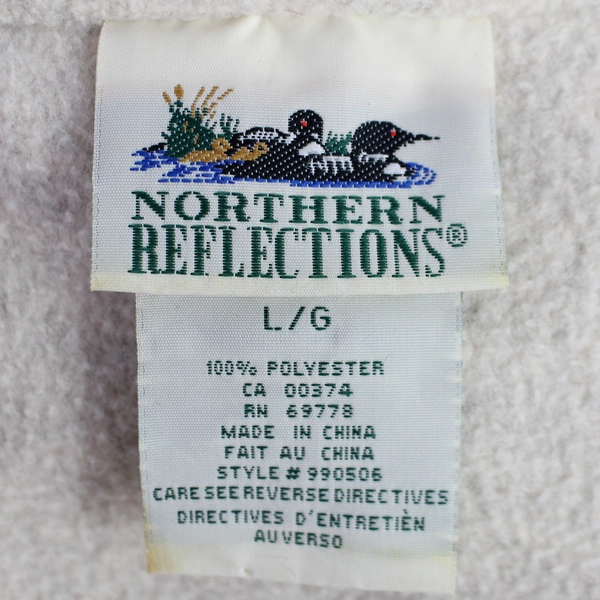 NORTHERN
REFLECTIONS®
L/G
100% POLYESTER
CA 00374
RN 69778
MADE IN CHINA
FAIT AU CHINA
STYLE # 990506
CARE SEE REVERSE DIRECTIVES
DIRECTIVES D'ENTRETIÈN
AU VERSO